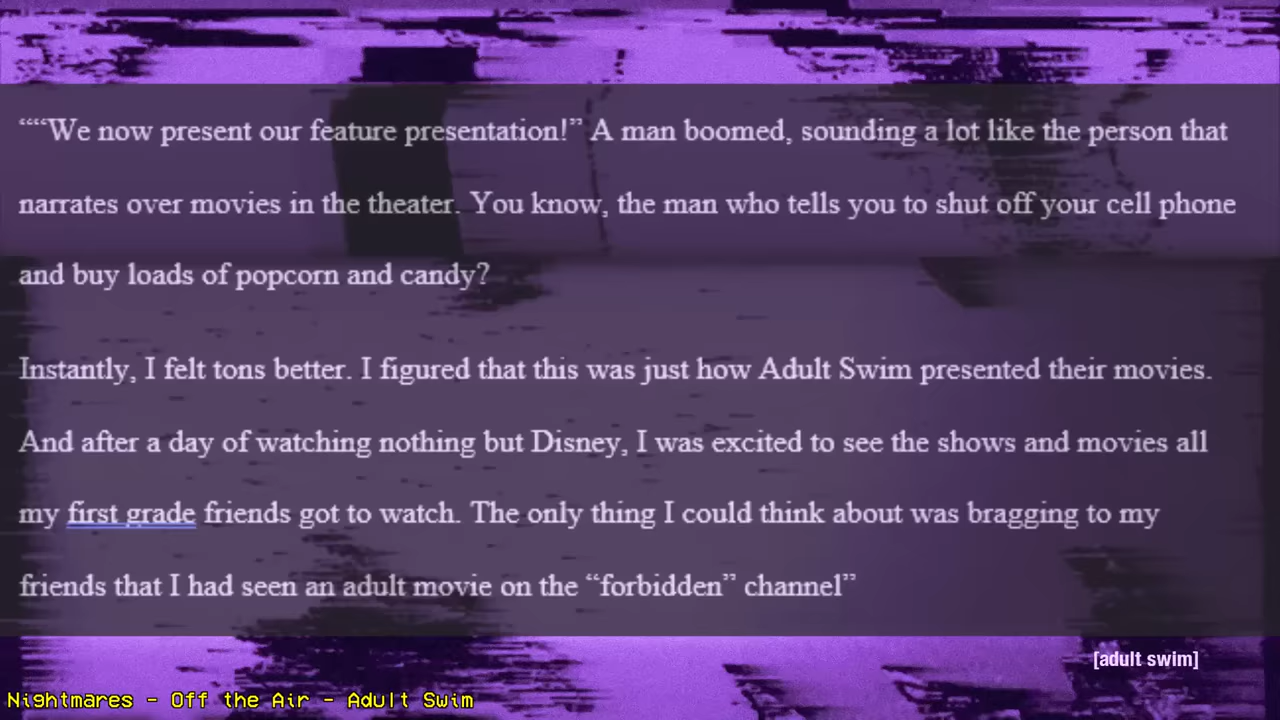 ““‘We now present our feature presentation!” A man boomed, sounding a lot like the person that
narrates over movies in the theater. You know, the man who tells you to shut off your cell phone
and buy loads of popcorn and candy?
Instantly, I felt tons better. I figured that this was just how Adult Swim presented their movies.
And after a day of watching nothing but Disney, I was excited to see the shows and movies all
my first grade friends got to watch. The only thing I could think about was bragging to my
friends that I had seen an adult movie on the “forbidden” channel”
[adult swim]
Nightmares - Off the Air - Adult Swim